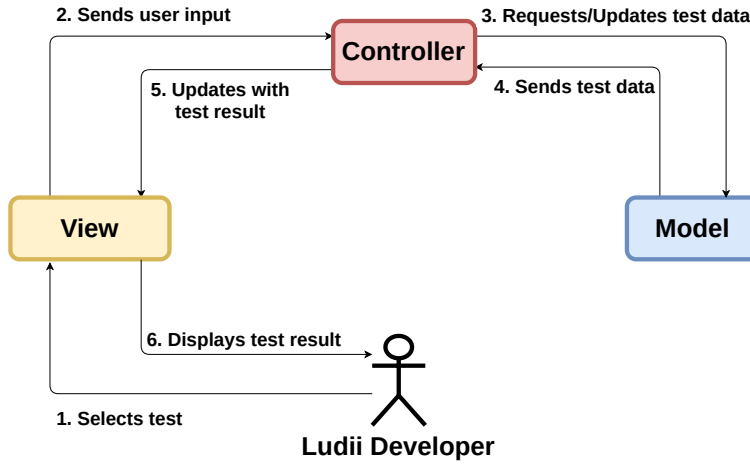 2. Sends user input
3. Requests/Updates test data
Controller
5. Updates with
test result
4. Sends test data
View
Model
6. Displays test result
1. Selects test
Ludii Developer